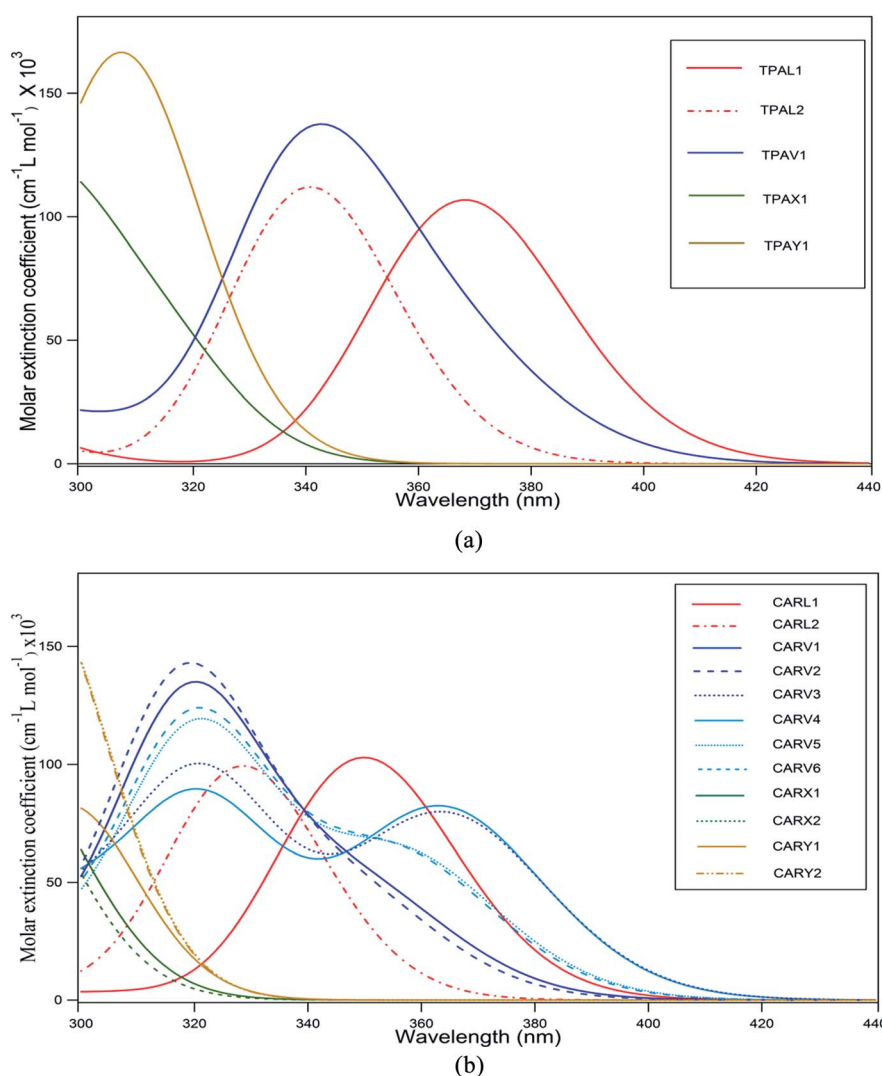 Molar extinction coefficient (cm⁻¹L mol⁻¹) X 10³
150
100
50
0
300
320
340
360
380
400
420
440
Wavelength (nm)
TPAL1
TPAL2
TPAV1
TPAX1
TPAY1
(a)
Molar extinction coefficient (cm⁻¹L mol⁻¹) x10³
150
100
50
0
300
320
340
360
380
400
420
440
Wavelength (nm)
CARL1
CARL2
CARV1
CARV2
CARV3
CARV4
CARV5
CARV6
CARX1
CARX2
CARY1
CARY2
(b)